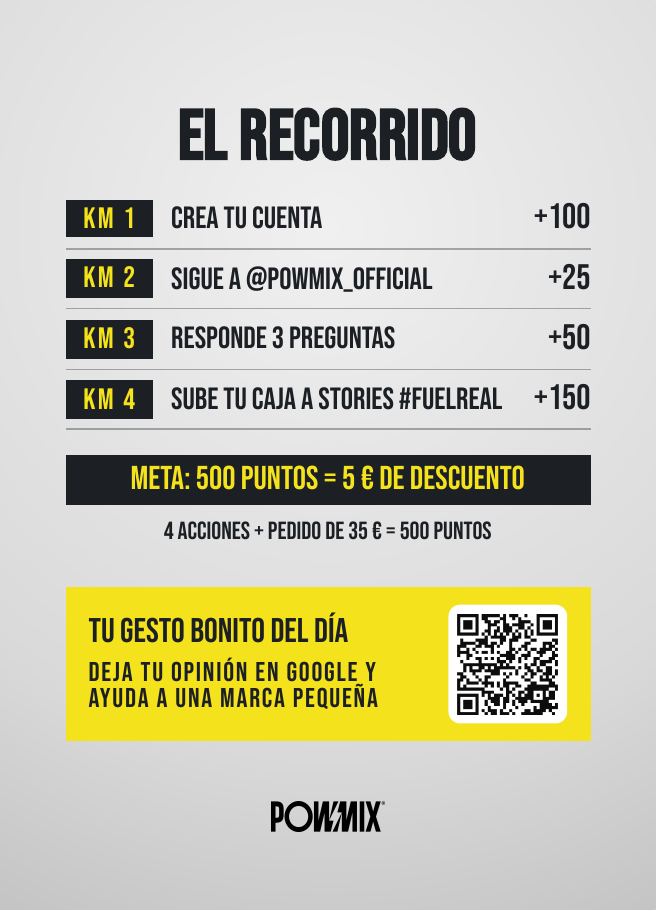 EL RECORRIDO
KM 1 CREA TU CUENTA +100
KM 2 SIGUE A @POWMIX_OFFICIAL +25
KM 3 RESPONDE 3 PREGUNTAS +50
KM 4 SUBE TU CAJA A STORIES #FUELREAL +150
META: 500 PUNTOS = 5 € DE DESCUENTO
4 ACCIONES + PEDIDO DE 35 € = 500 PUNTOS
TU GESTO BONITO DEL DÍA
DEJA TU OPINIÓN EN GOOGLE Y
AYUDA A UNA MARCA PEQUEÑA
POWMIX®